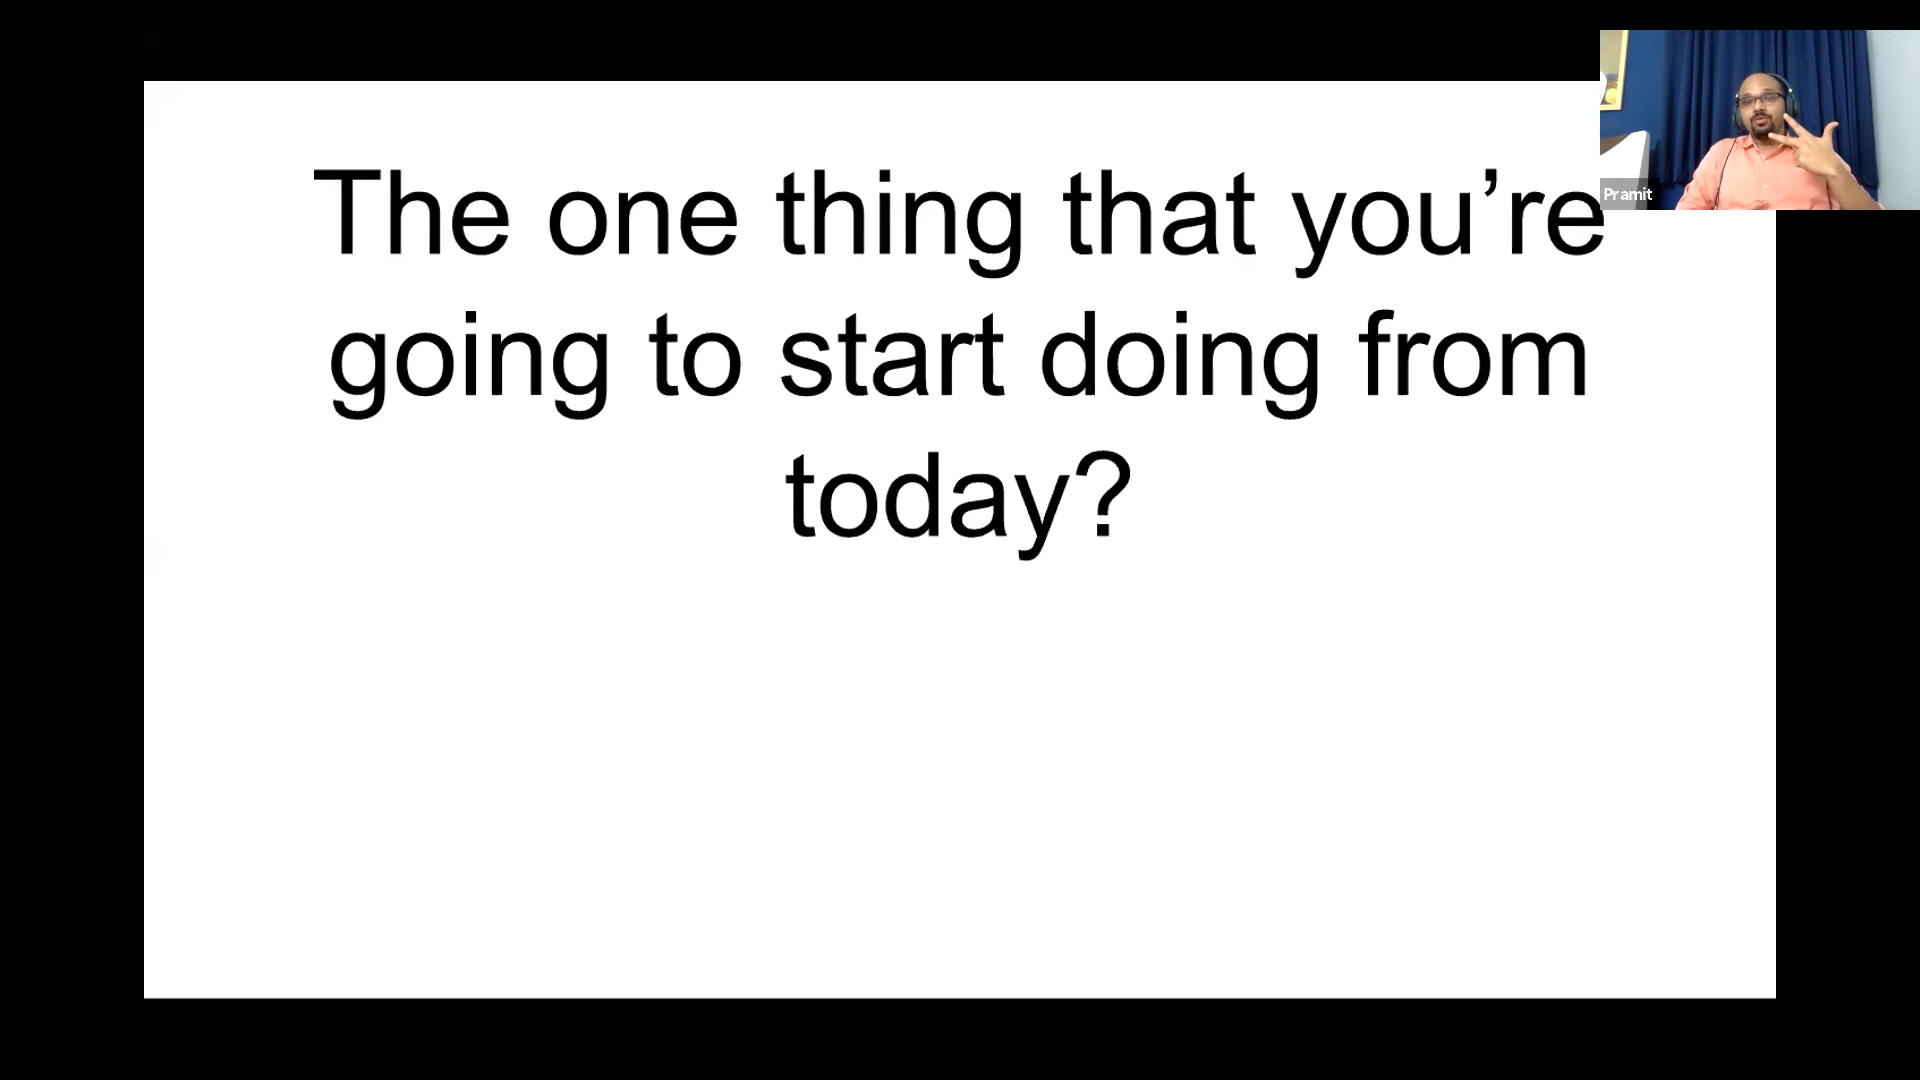 The one thing that you’re
going to start doing from
today?
Pramit